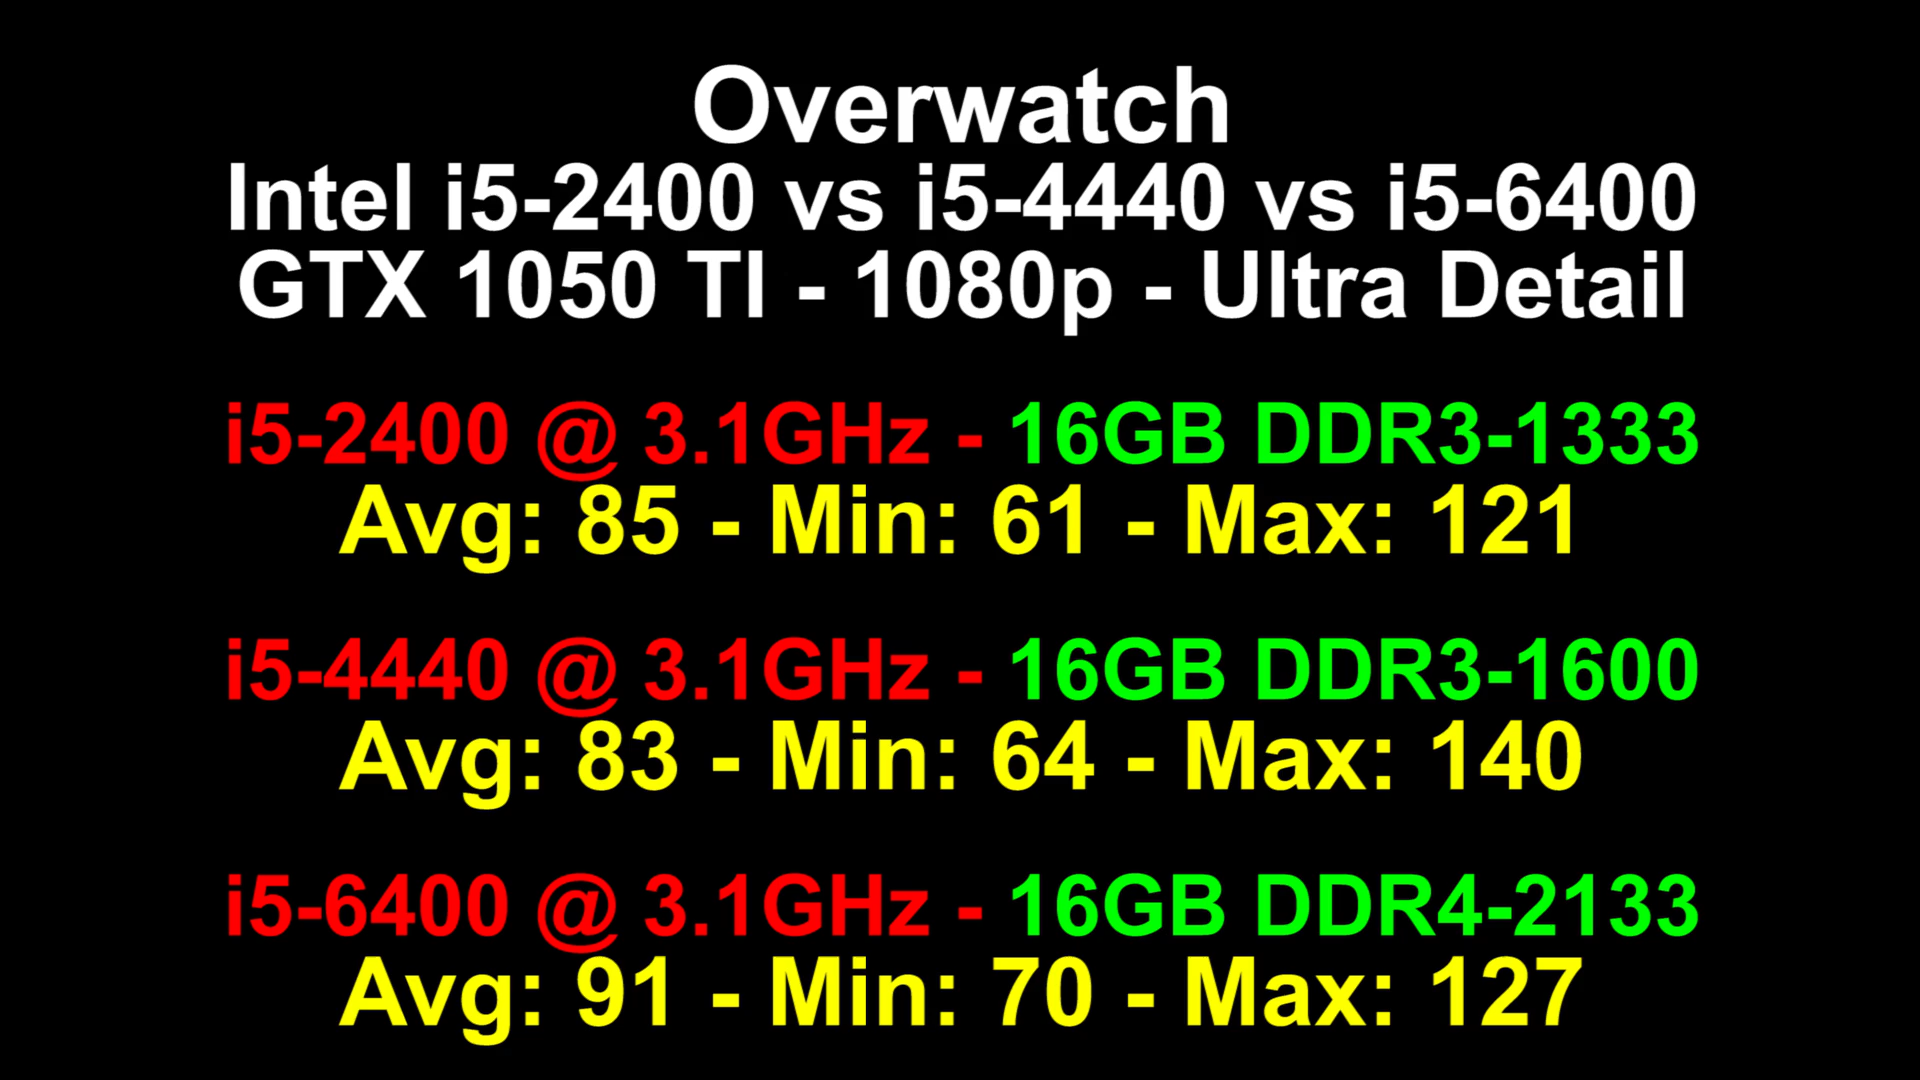 Overwatch
Intel i5-2400 vs i5-4440 vs i5-6400
GTX 1050 TI - 1080p - Ultra Detail
i5-2400 @ 3.1GHz - 16GB DDR3-1333
Avg: 85 - Min: 61 - Max: 121
i5-4440 @ 3.1GHz - 16GB DDR3-1600
Avg: 83 - Min: 64 - Max: 140
i5-6400 @ 3.1GHz - 16GB DDR4-2133
Avg: 91 - Min: 70 - Max: 127